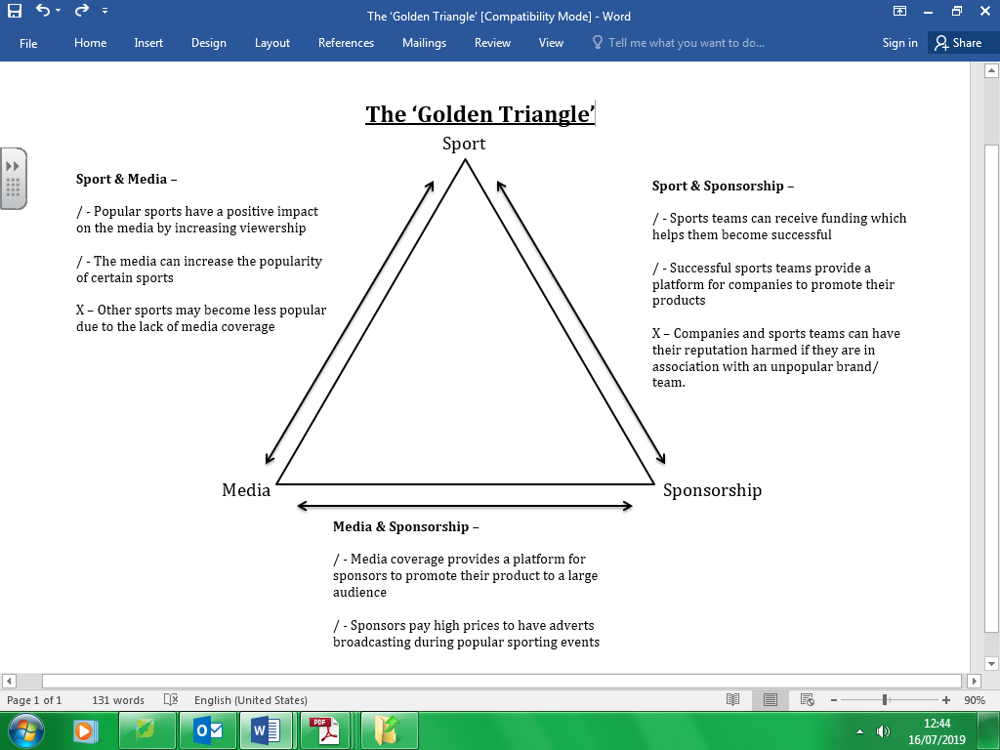 The ‘Golden Triangle’ [Compatibility Mode] - Word
File Home Insert Design Layout References Mailings Review View Tell me what you want to do... Sign in Share
The ‘Golden Triangle’
Sport
Sport & Media –
/ - Popular sports have a positive impact
on the media by increasing viewership
/ - The media can increase the popularity
of certain sports
X – Other sports may become less popular
due to the lack of media coverage
Sport & Sponsorship –
/ - Sports teams can receive funding which
helps them become successful
/ - Successful sports teams provide a
platform for companies to promote their
products
X – Companies and sports teams can have
their reputation harmed if they are in
association with an unpopular brand/
team.
Media
Sponsorship
Media & Sponsorship –
/ - Media coverage provides a platform for
sponsors to promote their product to a large
audience
/ - Sponsors pay high prices to have adverts
broadcasting during popular sporting events
Page 1 of 1 131 words English (United States) 90%
PDF
12:44
16/07/2019